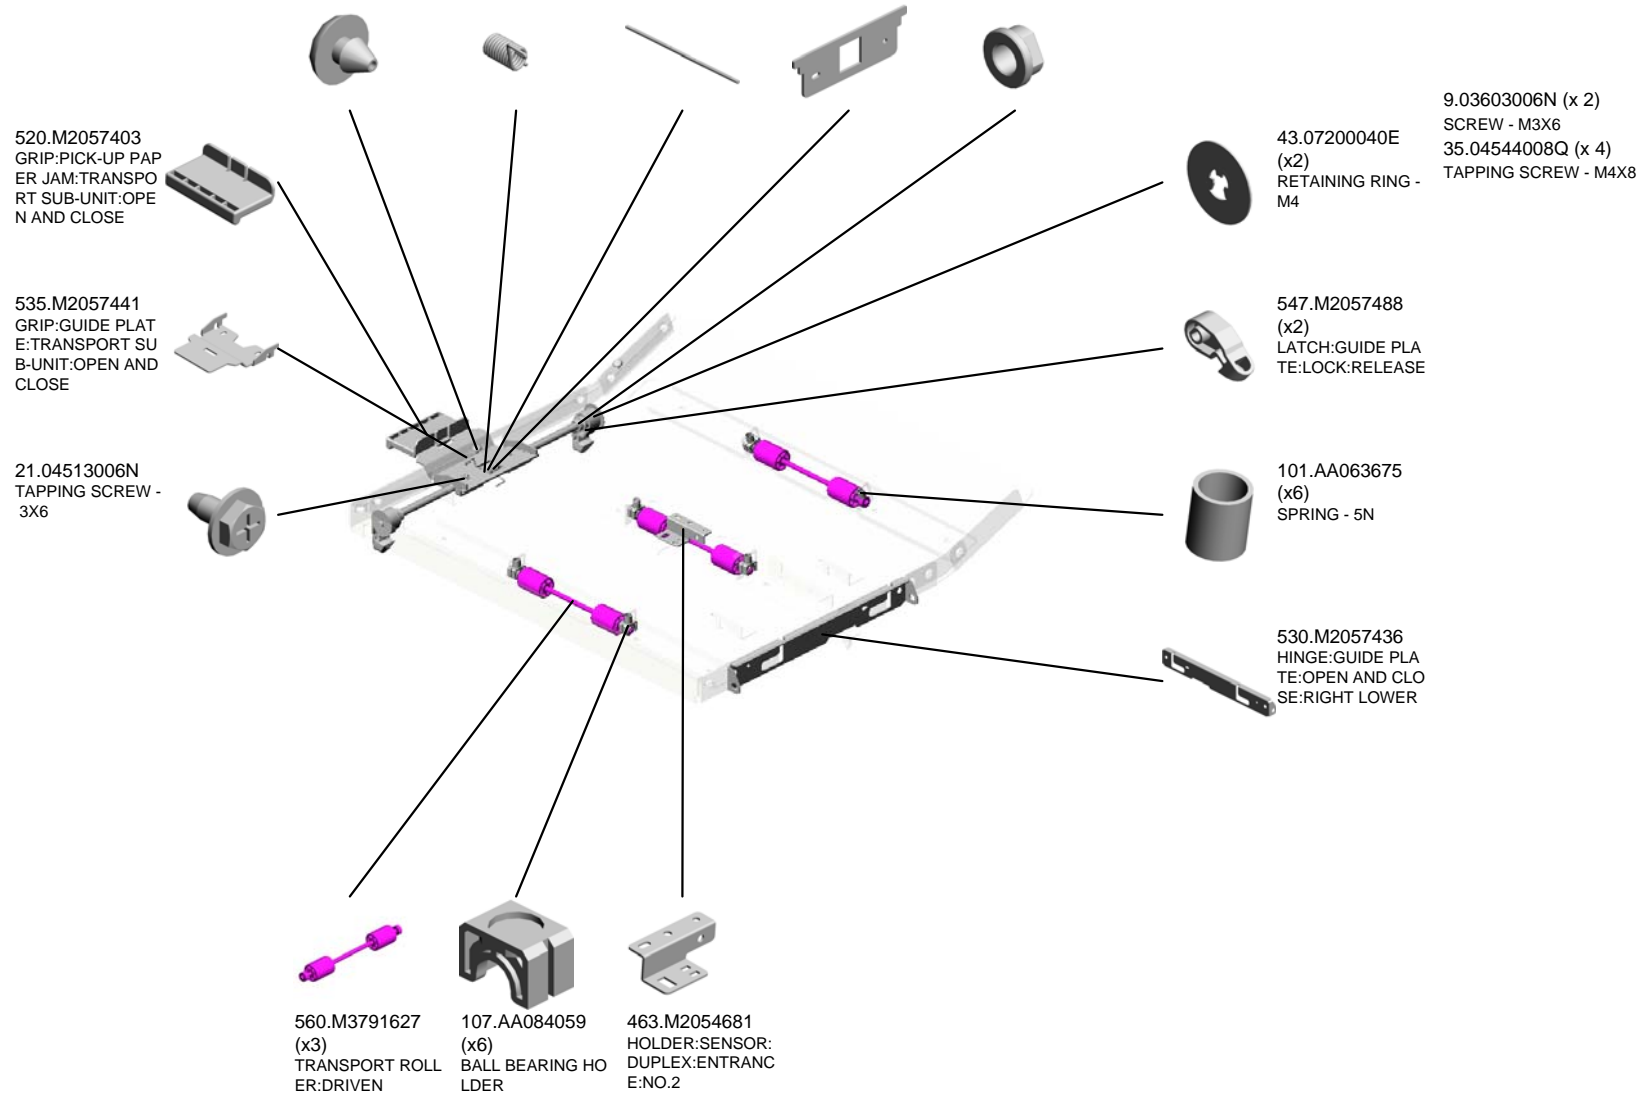 520.M2057403
GRIP:PICK-UP PAP
ER JAM:TRANSPO
RT SUB-UNIT:OPE
N AND CLOSE
535.M2057441
GRIP:GUIDE PLAT
E:TRANSPORT SU
B-UNIT:OPEN AND
CLOSE
21.04513006N
TAPPING SCREW -
3X6
43.07200040E
(x2)
RETAINING RING -
M4
9.03603006N (x 2)
SCREW - M3X6
35.04544008Q (x 4)
TAPPING SCREW - M4X8
547.M2057488
(x2)
LATCH:GUIDE PLA
TE:LOCK:RELEASE
101.AA063675
(x6)
SPRING - 5N
530.M2057436
HINGE:GUIDE PLA
TE:OPEN AND CLO
SE:RIGHT LOWER
560.M3791627
(x3)
TRANSPORT ROLL
ER:DRIVEN
107.AA084059
(x6)
BALL BEARING HO
LDER
463.M2054681
HOLDER:SENSOR:
DUPLEX:ENTRANC
E:NO.2